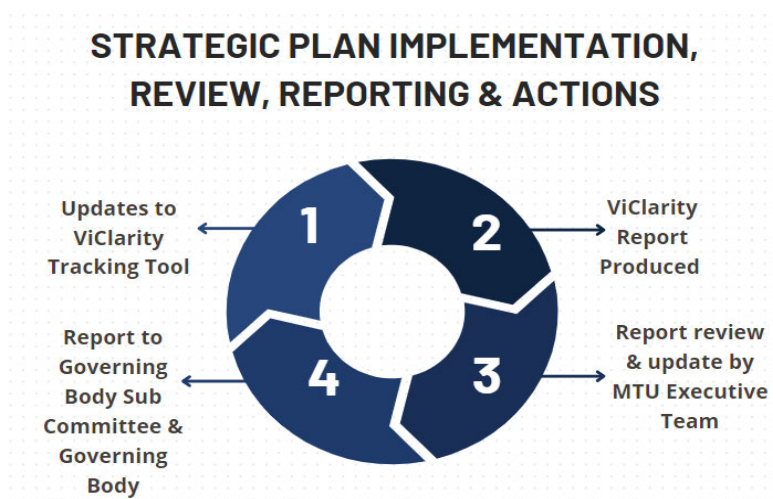 STRATEGIC PLAN IMPLEMENTATION,
REVIEW, REPORTING & ACTIONS
1
Updates to
ViClarity
Tracking Tool
2
ViClarity
Report
Produced
3
Report review
& update by
MTU Executive
Team
4
Report to
Governing
Body Sub
Committee &
Governing
Body